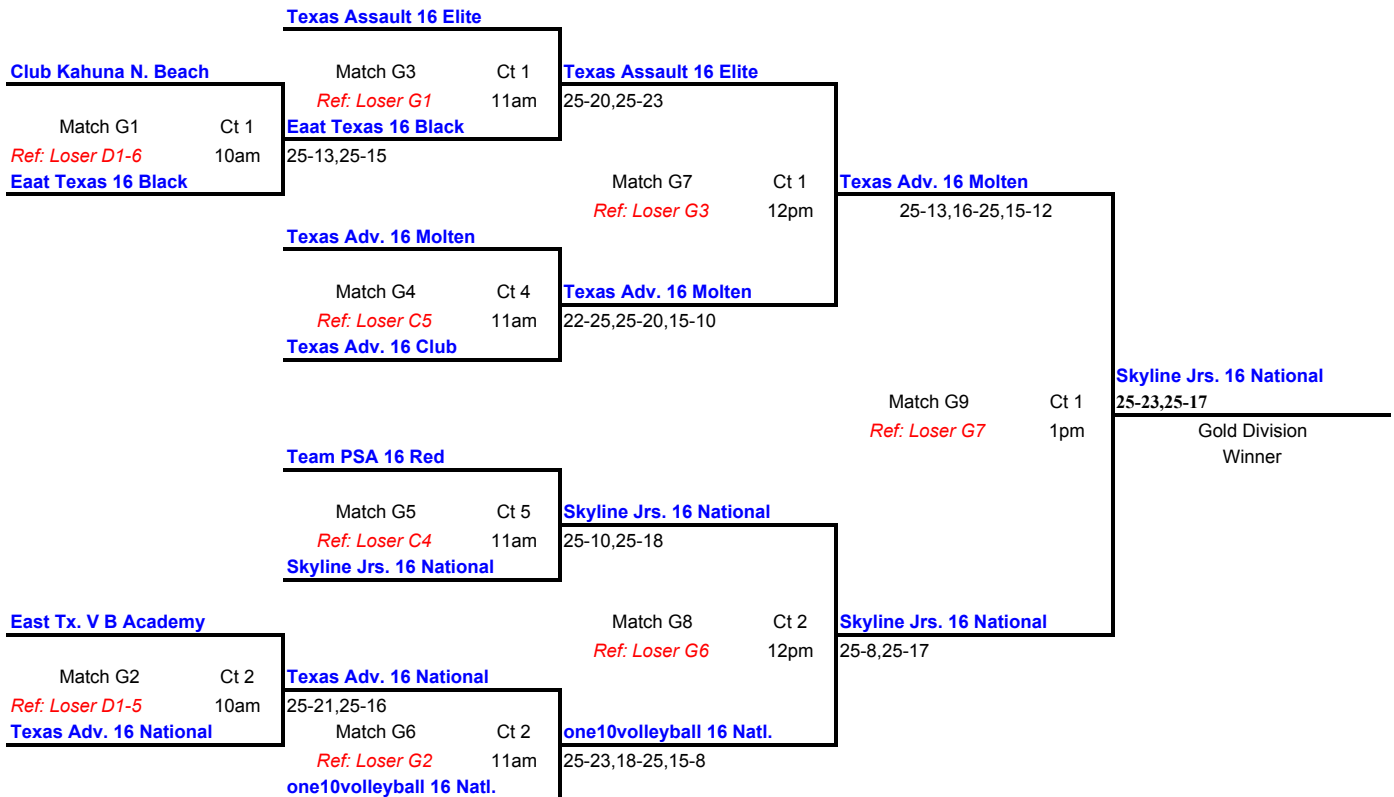 Texas Assault 16 Elite
Club Kahuna N. Beach Match G3 Ct 1 Texas Assault 16 Elite
Ref: Loser G1 11am 25-20,25-23
Match G1 Ct 1 Eaat Texas 16 Black
Ref: Loser D1-6 10am 25-13,25-15
Eaat Texas 16 Black Match G7 Ct 1 Texas Adv. 16 Molten
Ref: Loser G3 12pm 25-13,16-25,15-12
Texas Adv. 16 Molten
Match G4 Ct 4 Texas Adv. 16 Molten
Ref: Loser C5 11am 22-25,25-20,15-10
Texas Adv. 16 Club
Skyline Jrs. 16 National
Match G9 Ct 1 25-23,25-17
Ref: Loser G7 1pm Gold Division
Team PSA 16 Red Winner
Match G5 Ct 5 Skyline Jrs. 16 National
Ref: Loser C4 11am 25-10,25-18
Skyline Jrs. 16 National
East Tx. V B Academy Match G8 Ct 2 Skyline Jrs. 16 National
Ref: Loser G6 12pm 25-8,25-17
Match G2 Ct 2 Texas Adv. 16 National
Ref: Loser D1-5 10am 25-21,25-16
Texas Adv. 16 National Match G6 Ct 2 one10volleyball 16 Natl.
Ref: Loser G2 11am 25-23,18-25,15-8
one10volleyball 16 Natl.